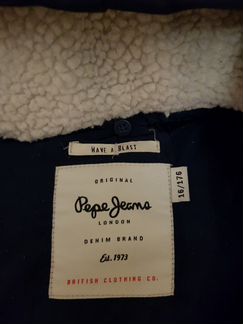 HAVE A BLAST
ORIGINAL
Pepe Jeans
LONDON
DENIM BRAND
Est. 1973
BRITISH CLOTHING CO.
16/176